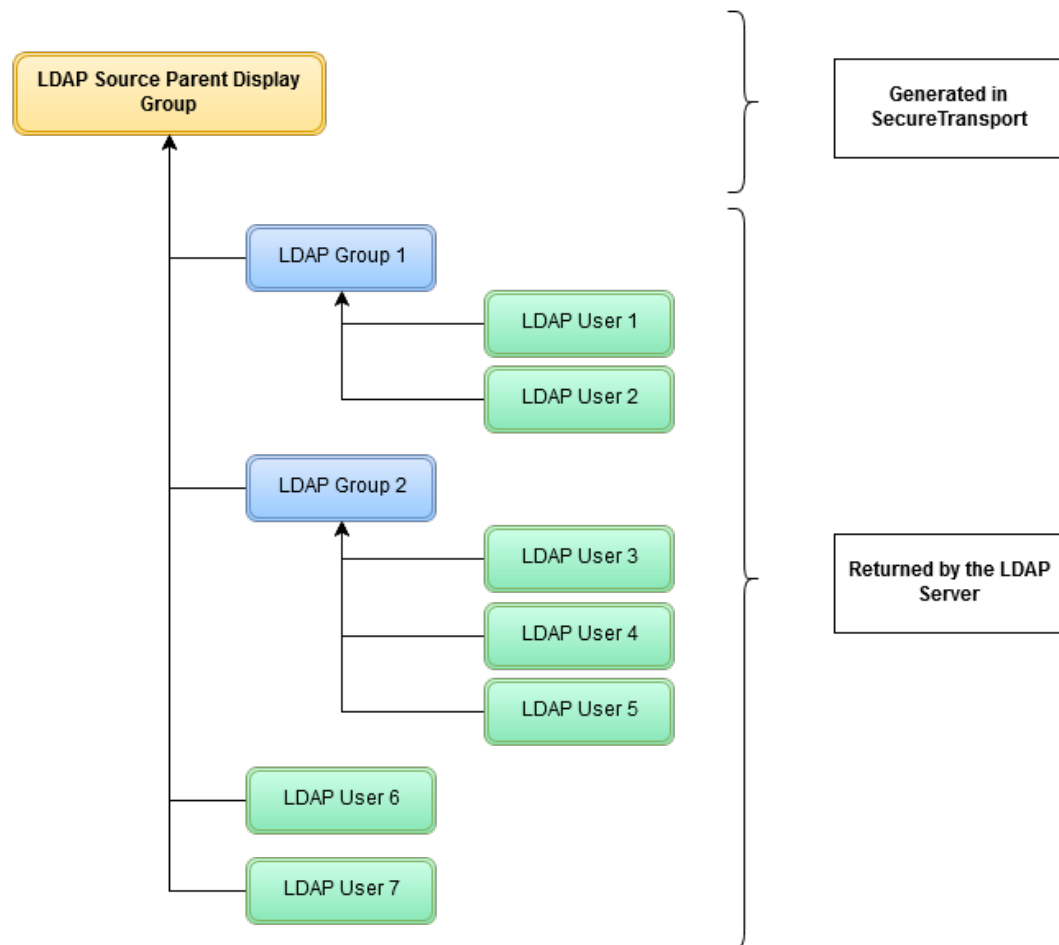 LDAP Source Parent Display
Group
Generated in
SecureTransport
LDAP Group 1
LDAP User 1
LDAP User 2
LDAP Group 2
LDAP User 3
LDAP User 4
LDAP User 5
Returned by the LDAP
Server
LDAP User 6
LDAP User 7